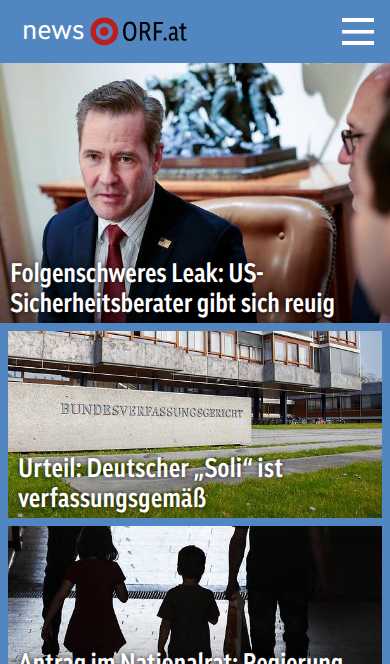 news ORF.at
Folgenschweres Leak: US-
Sicherheitsberater gibt sich reuig
BUNDESVERFASSUNGSGERICHT
Urteil: Deutscher „Soli“ ist
verfassungsgemäß
Antrag im Nationalrat: Regierung